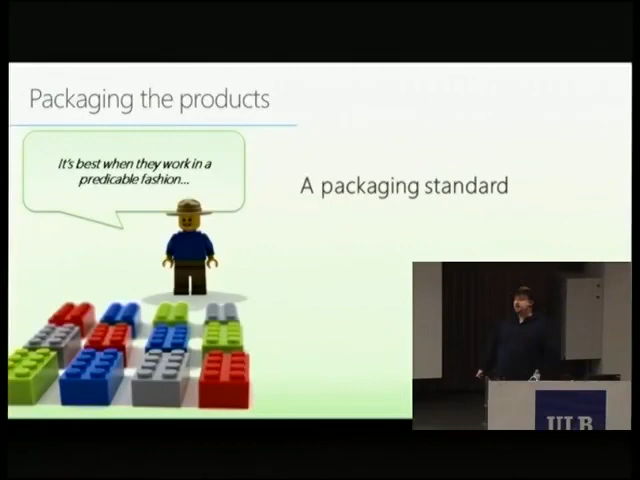 Packaging the products
It's best when they work in a
predicable fashion...
A packaging standard
ULB